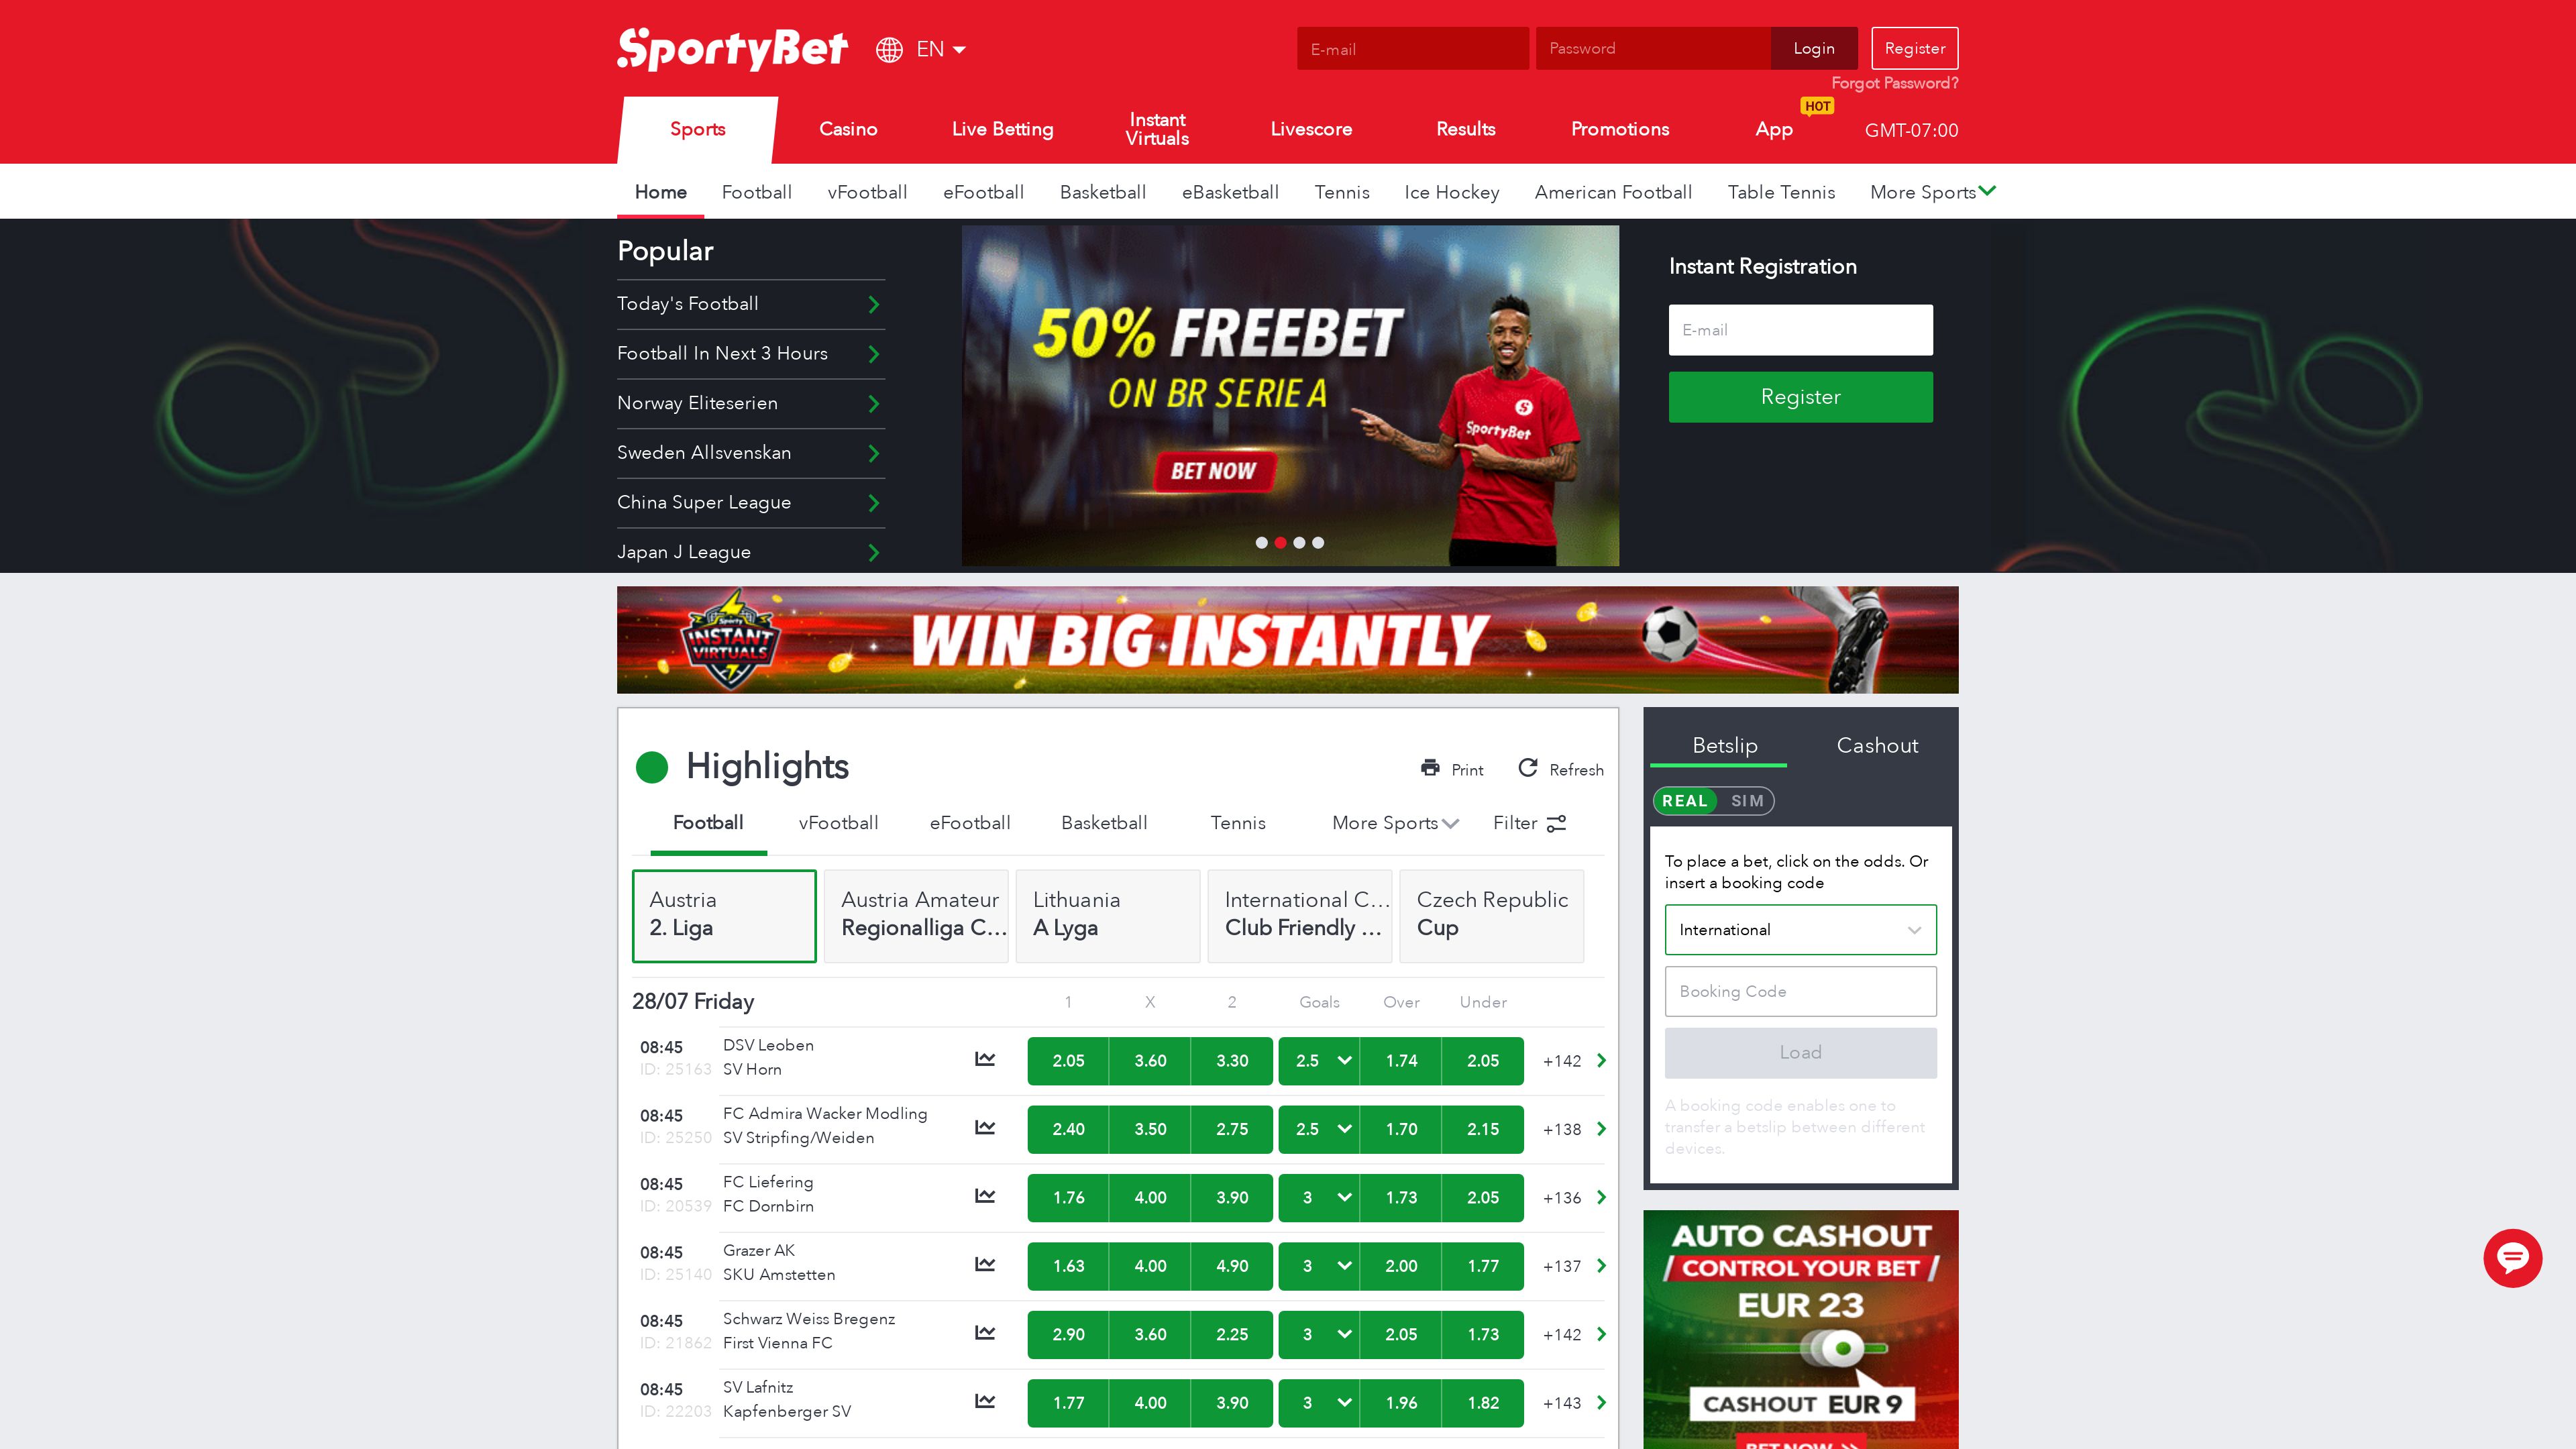 SportyBet
EN
E-mail
Password
Login
Register
Forgot Password?
Sports
Casino
Live Betting
Instant
Virtuals
Livescore
Results
Promotions
App
HOT
GMT-07:00
Home
Football
vFootball
eFootball
Basketball
eBasketball
Tennis
Ice Hockey
American Football
Table Tennis
More Sports
Popular
Today's Football
Football In Next 3 Hours
Norway Eliteserien
Sweden Allsvenskan
China Super League
Japan J League
50% FREEBET
ON BR SERIE A
BET NOW
SportyBet
Instant Registration
E-mail
Register
Sporty
INSTANT
VIRTUALS
WIN BIG INSTANTLY
Highlights
Print
Refresh
Football
vFootball
eFootball
Basketball
Tennis
More Sports
Filter
Austria
2. Liga
Austria Amateur
Regionalliga C...
Lithuania
A Lyga
International C...
Club Friendly ...
Czech Republic
Cup
28/07 Friday
1
X
2
Goals
Over
Under
08:45
ID: 25163
DSV Leoben
SV Horn
2.05
3.60
3.30
2.5
1.74
2.05
+142
08:45
ID: 25250
FC Admira Wacker Modling
SV Stripfing/Weiden
2.40
3.50
2.75
2.5
1.70
2.15
+138
08:45
ID: 20539
FC Liefering
FC Dornbirn
1.76
4.00
3.90
3
1.73
2.05
+136
08:45
ID: 25140
Grazer AK
SKU Amstetten
1.63
4.00
4.90
3
2.00
1.77
+137
08:45
ID: 21862
Schwarz Weiss Bregenz
First Vienna FC
2.90
3.60
2.25
3
2.05
1.73
+142
08:45
ID: 22203
SV Lafnitz
Kapfenberger SV
1.77
4.00
3.90
3
1.96
1.82
+143
Betslip
Cashout
REAL
SIM
To place a bet, click on the odds. Or
insert a booking code
International
Booking Code
Load
A booking code enables one to
transfer a betslip between different
devices.
AUTO CASHOUT
CONTROL YOUR BET
EUR 23
CASHOUT EUR 9
BET NOW >>